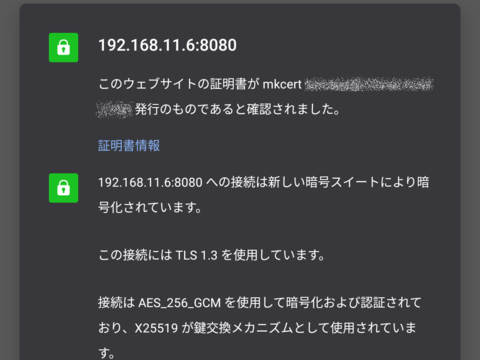 192.168.11.6:8080
このウェブサイトの証明書が mkcert
発行のものであると確認されました。
証明書情報
192.168.11.6:8080 への接続は新しい暗号スイートにより暗
号化されています。
この接続には TLS 1.3 を使用しています。
接続は AES_256_GCM を使用して暗号化および認証されて
おり、X25519 が鍵交換メカニズムとして使用されていま
す。